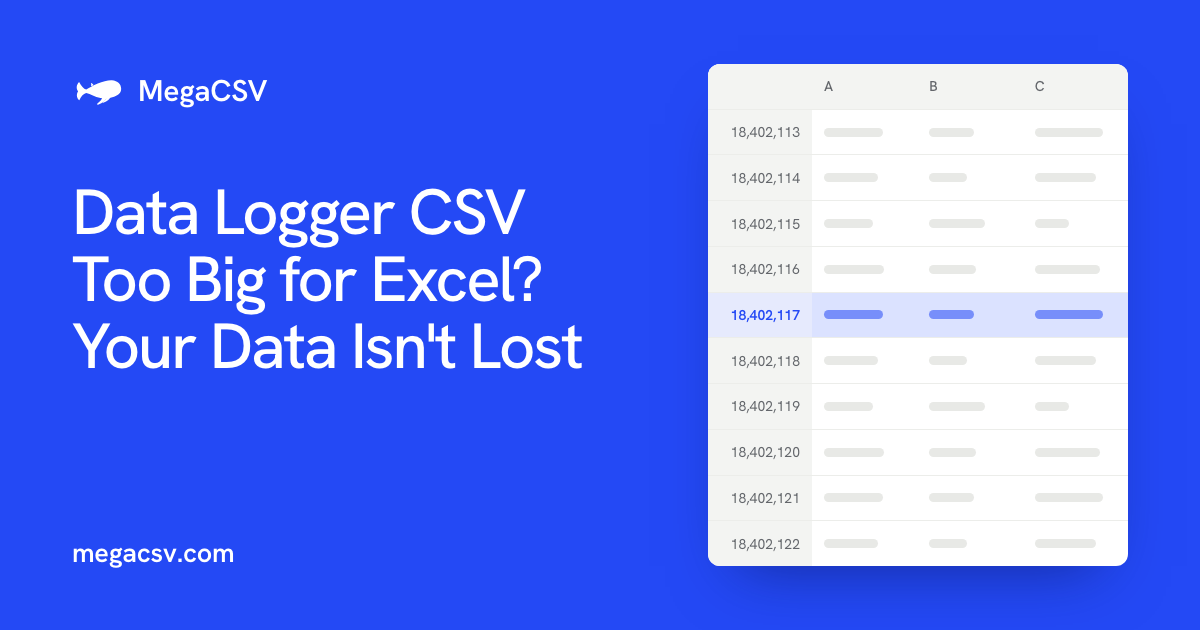 MegaCSV
Data Logger CSV
Too Big for Excel?
Your Data Isn't Lost
megacsv.com
A B C
18,402,113
18,402,114
18,402,115
18,402,116
18,402,117
18,402,118
18,402,119
18,402,120
18,402,121
18,402,122